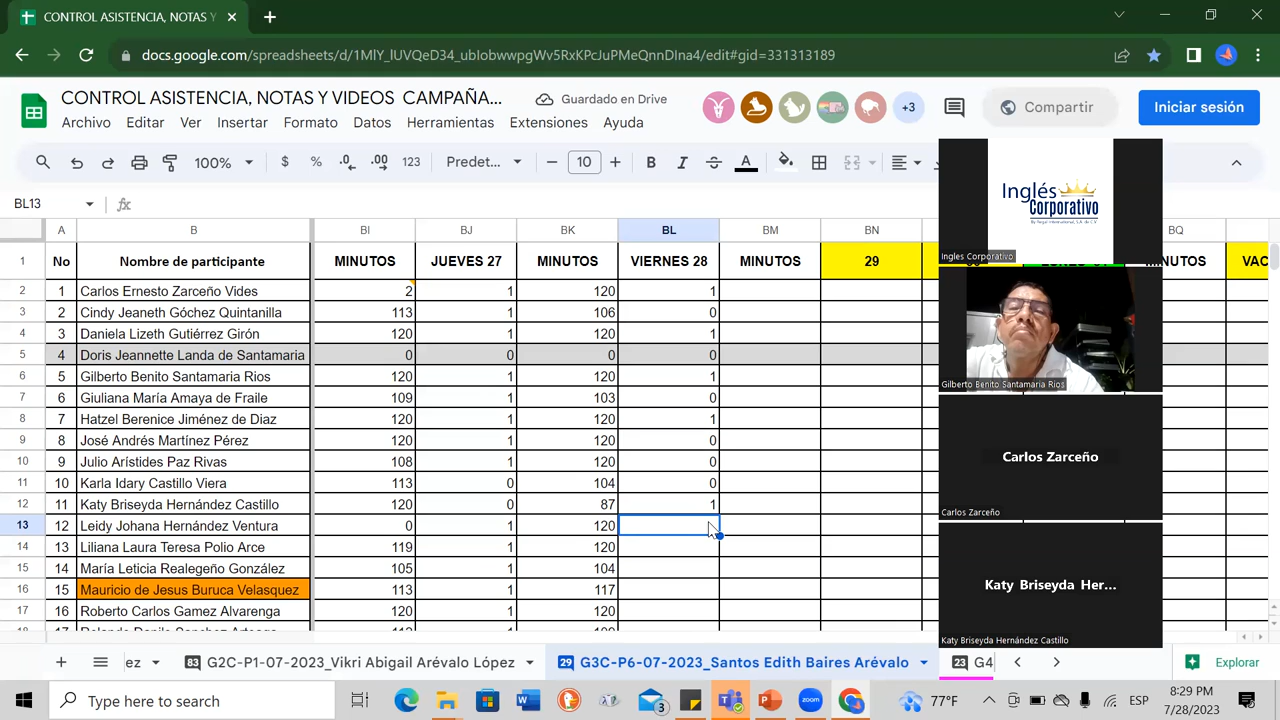 CONTROL ASISTENCIA, NOTAS Y
docs.google.com/spreadsheets/d/1MlY_lUVQeD34_ubIobwwpgWv5RxKPcJuPMeQnnDIna4/edit#gid=331313189
CONTROL ASISTENCIA, NOTAS Y VIDEOS CAMPAÑA...
Guardado en Drive
+3
Compartir
Iniciar sesión
Archivo Editar Ver Insertar Formato Datos Herramientas Extensiones Ayuda
100% $ % .0 .00 123 Predet... 10 B I S A
BL13 fx
A B BJ BK BL BM BN BQ
1 No Nombre de participante MINUTOS JUEVES 27 MINUTOS VIERNES 28 MINUTOS 29 MINUTOS VAC
2 1 Carlos Ernesto Zarceño Vides 2 1 120 1
3 2 Cindy Jeaneth Góchez Quintanilla 113 1 106 0
4 3 Daniela Lizeth Gutiérrez Girón 120 1 120 1
5 4 Doris Jeannette Landa de Santamaria 0 0 0 0
6 5 Gilberto Benito Santamaria Rios 120 1 120 1
7 6 Giuliana María Amaya de Fraile 109 1 103 0
8 7 Hatzel Berenice Jiménez de Diaz 120 1 120 1
9 8 José Andrés Martínez Pérez 120 1 120 0
10 9 Julio Arístides Paz Rivas 108 1 120 0
11 10 Karla Idary Castillo Viera 113 0 104 0
12 11 Katy Briseyda Hernández Castillo 120 0 87 1
13 12 Leidy Johana Hernández Ventura 0 1 120
14 13 Liliana Laura Teresa Polio Arce 119 1 120
15 14 María Leticia Realegeño González 105 1 104
16 15 Mauricio de Jesus Buruca Velasquez 113 1 117
17 16 Roberto Carlos Gamez Alvarenga 120 1 120
Inglés
Corporativo
Ingles Corporativo
Gilberto Benito Santamaria Rios
Carlos Zarceño
Carlos Zarceño
Katy Briseyda Her...
Katy Briseyda Hernández Castillo
ez 83 G2C-P1-07-2023_Vikri Abigail Arévalo López 29 G3C-P6-07-2023_Santos Edith Baires Arévalo 23 G4 Explorar
Type here to search
3
zoom
77°F
ESP
8:29 PM
7/28/2023